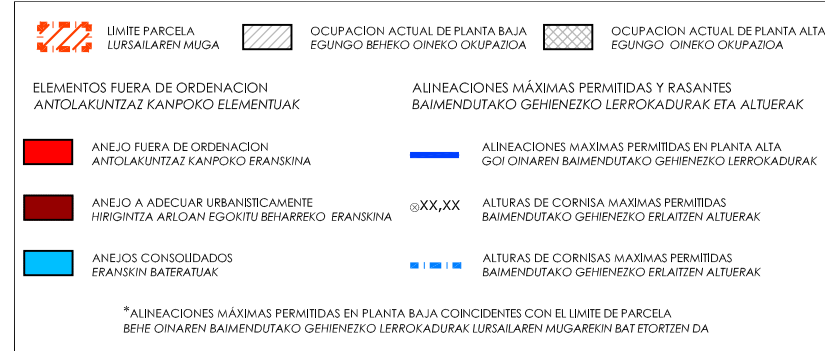 LIMITE PARCELA
LURSAILAREN MUGA
OCUPACION ACTUAL DE PLANTA BAJA
EGUNGO BEHEKO OINEKO OKUPAZIOA
OCUPACION ACTUAL DE PLANTA ALTA
EGUNGO OINEKO OKUPAZIOA
ELEMENTOS FUERA DE ORDENACION
ANTOLAKUNTZAZ KANPOKO ELEMENTUAK
ALINEACIONES MÁXIMAS PERMITIDAS Y RASANTES
BAIMENDUTAKO GEHIENEZKO LERROKADURAK ETA ALTUERAK
ANEJO FUERA DE ORDENACION
ANTOLAKUNTZAZ KANPOKO ERANSKINA
ALINEACIONES MAXIMAS PERMITIDAS EN PLANTA ALTA
GOI OINAREN BAIMENDUTAKO GEHIENEZKO LERROKADURAK
ANEJO A ADECUAR URBANISTICAMENTE
HIRIGINTZA ARLOAN EGOKITU BEHARREKO ERANSKINA
⊗XX,XX
ALTURAS DE CORNISA MAXIMAS PERMITIDAS
BAIMENDUTAKO GEHIENEZKO ERLAITZEN ALTUERAK
ANEJOS CONSOLIDADOS
ERANSKIN BATERATUAK
ALTURAS DE CORNISAS MAXIMAS PERMITIDAS
BAIMENDUTAKO GEHIENEZKO ERLAITZEN ALTUERAK
*ALINEACIONES MÁXIMAS PERMITIDAS EN PLANTA BAJA COINCIDENTES CON EL LIMITE DE PARCELA
BEHE OINAREN BAIMENDUTAKO GEHIENEZKO LERROKADURAK LURSAILAREN MUGAREKIN BAT ETORTZEN DA